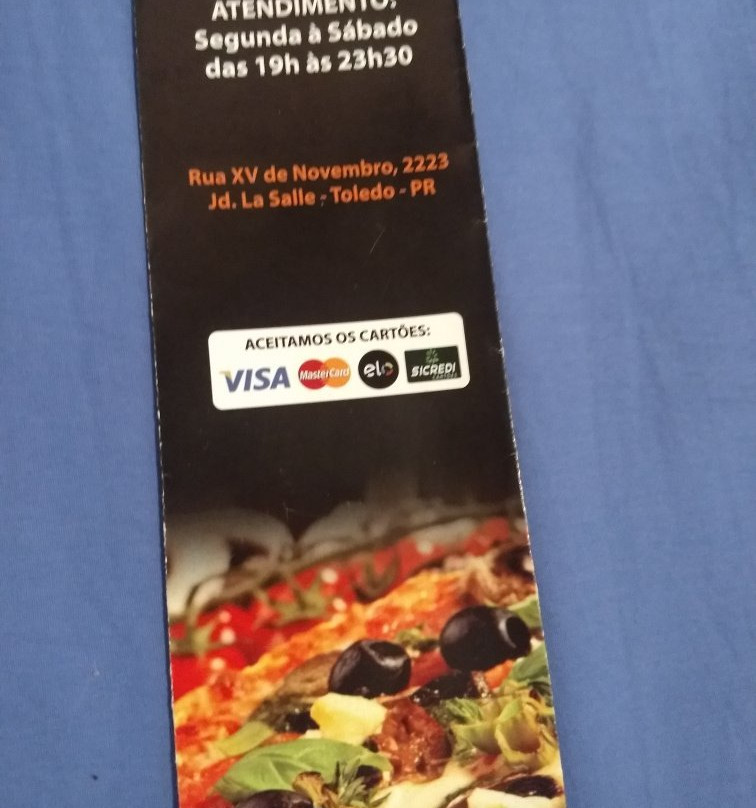 ATENDIMENTO:
Segunda à Sábado
das 19h às 23h30
Rua XV de Novembro, 2223
Jd. La Salle - Toledo - PR
ACEITAMOS OS CARTÕES:
VISA MasterCard elo SICREDI